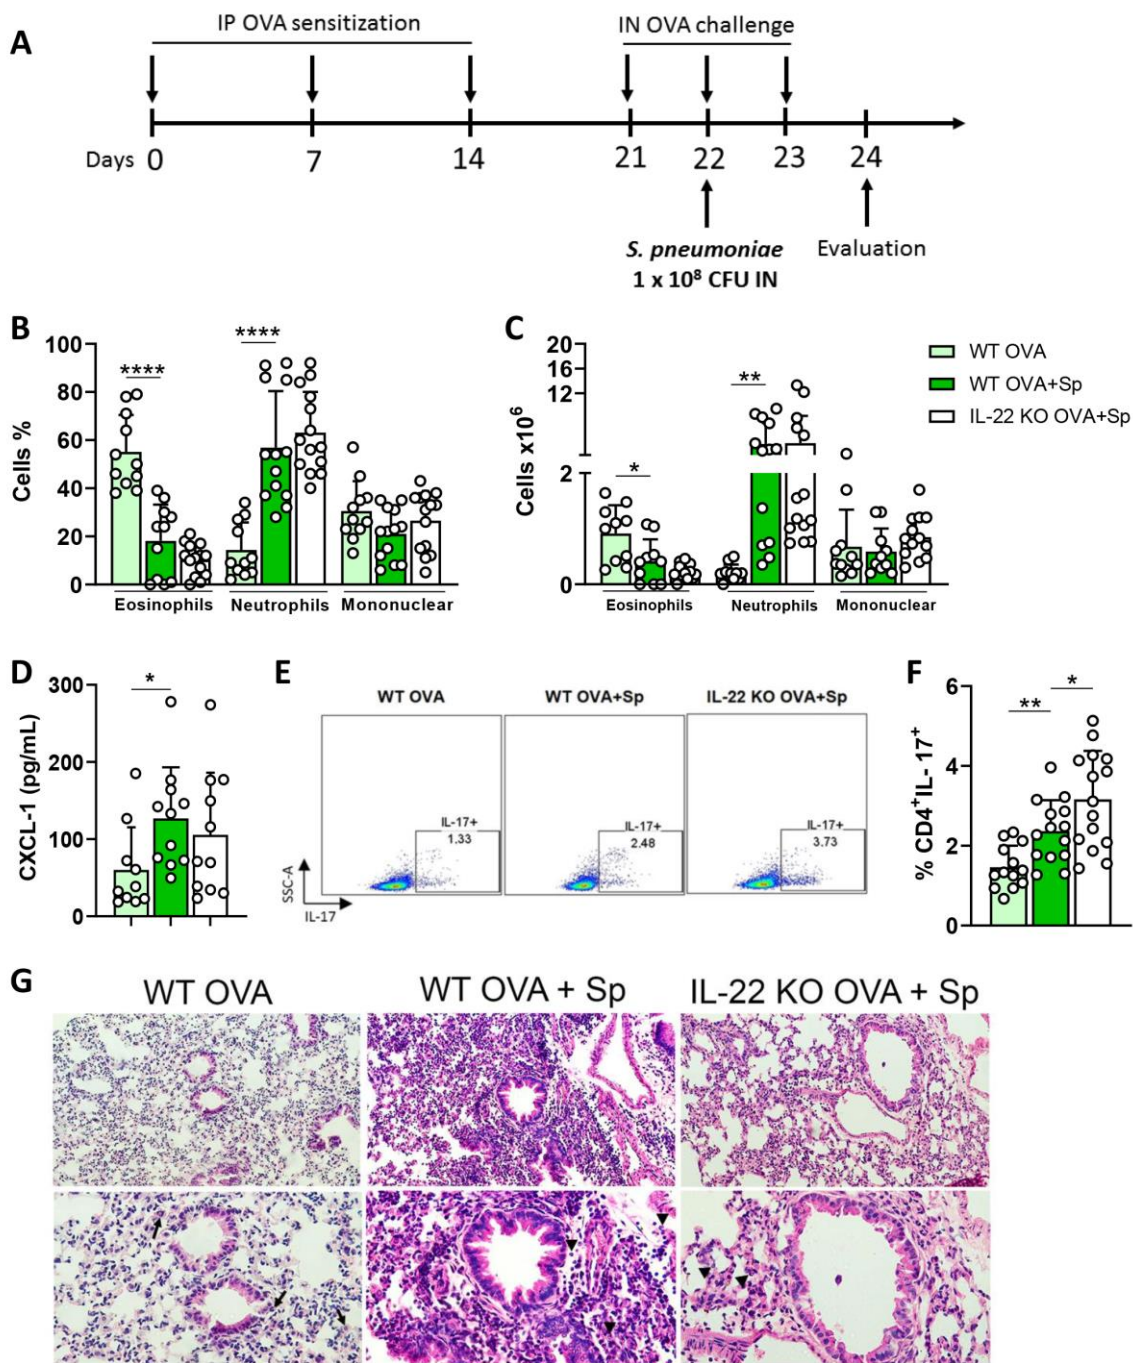 A
IP OVA sensitization
IN OVA challenge
Days 0 7 14 21 22 23 24
S. pneumoniae
1 x 10⁸ CFU IN
Evaluation
B
Cells %
100
80
60
40
20
0
****
****
Eosinophils Neutrophils Mononuclear
C
Cells x10⁶
20
16
12
2
0
*
**
Eosinophils Neutrophils Mononuclear
WT OVA
WT OVA+Sp
IL-22 KO OVA+Sp
D
CXCL-1 (pg/mL)
300
200
100
0
*
E
WT OVA WT OVA+Sp IL-22 KO OVA+Sp
IL-17+
1.33
IL-17+
2.48
IL-17+
3.73
SSC-A
IL-17
F
% CD4⁺IL-17⁺
6
4
2
0
**
*
G
WT OVA WT OVA + Sp IL-22 KO OVA + Sp